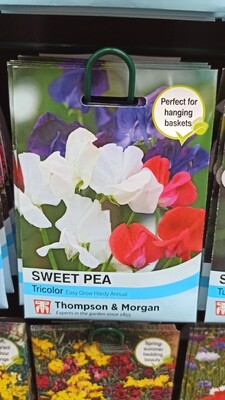 Perfect for
hanging
baskets
SWEET PEA
Tricolor Easy Grow Hardy Annual
Thompson & Morgan
Experts in the garden since 1855
Spring-
summer
bedding
beauty